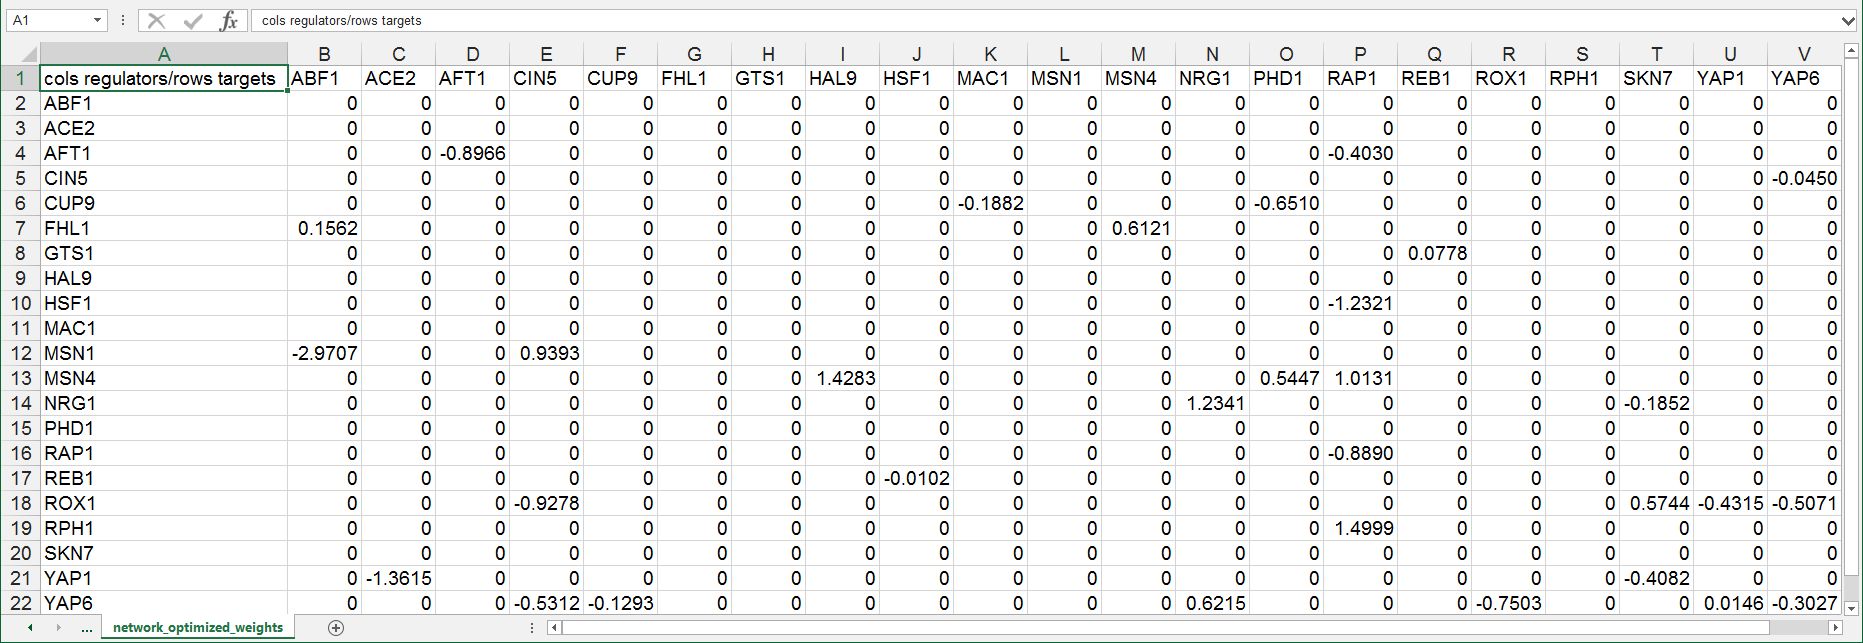 A1 fx cols regulators/rows targets
A B C D E F G H I J K L M N O P Q R S T U V
1 cols regulators/rows targets ABF1 ACE2 AFT1 CIN5 CUP9 FHL1 GTS1 HAL9 HSF1 MAC1 MSN1 MSN4 NRG1 PHD1 RAP1 REB1 ROX1 RPH1 SKN7 YAP1 YAP6
2 ABF1 0 0 0 0 0 0 0 0 0 0 0 0 0 0 0 0 0 0 0 0 0
3 ACE2 0 0 0 0 0 0 0 0 0 0 0 0 0 0 0 0 0 0 0 0 0
4 AFT1 0 0 -0.8966 0 0 0 0 0 0 0 0 0 0 0 -0.4030 0 0 0 0 0 0
5 CIN5 0 0 0 0 0 0 0 0 0 0 0 0 0 0 0 0 0 0 0 0 -0.0450
6 CUP9 0 0 0 0 0 0 0 0 0 -0.1882 0 0 0 -0.6510 0 0 0 0 0 0 0
7 FHL1 0.1562 0 0 0 0 0 0 0 0 0 0 0.6121 0 0 0 0 0 0 0 0 0
8 GTS1 0 0 0 0 0 0 0 0 0 0 0 0 0 0 0 0.0778 0 0 0 0 0
9 HAL9 0 0 0 0 0 0 0 0 0 0 0 0 0 0 0 0 0 0 0 0 0
10 HSF1 0 0 0 0 0 0 0 0 0 0 0 0 0 0 -1.2321 0 0 0 0 0 0
11 MAC1 0 0 0 0 0 0 0 0 0 0 0 0 0 0 0 0 0 0 0 0 0
12 MSN1 -2.9707 0 0 0.9393 0 0 0 0 0 0 0 0 0 0 0 0 0 0 0 0 0
13 MSN4 0 0 0 0 0 0 0 1.4283 0 0 0 0 0 0.5447 1.0131 0 0 0 0 0 0
14 NRG1 0 0 0 0 0 0 0 0 0 0 0 0 1.2341 0 0 0 0 0 -0.1852 0 0
15 PHD1 0 0 0 0 0 0 0 0 0 0 0 0 0 0 0 0 0 0 0 0 0
16 RAP1 0 0 0 0 0 0 0 0 0 0 0 0 0 0 -0.8890 0 0 0 0 0 0
17 REB1 0 0 0 0 0 0 0 0 -0.0102 0 0 0 0 0 0 0 0 0 0 0 0
18 ROX1 0 0 0 -0.9278 0 0 0 0 0 0 0 0 0 0 0 0 0 0 0.5744 -0.4315 -0.5071
19 RPH1 0 0 0 0 0 0 0 0 0 0 0 0 0 0 1.4999 0 0 0 0 0 0
20 SKN7 0 0 0 0 0 0 0 0 0 0 0 0 0 0 0 0 0 0 0 0 0
21 YAP1 0 -1.3615 0 0 0 0 0 0 0 0 0 0 0 0 0 0 0 0 -0.4082 0 0
22 YAP6 0 0 0 -0.5312 -0.1293 0 0 0 0 0 0 0 0.6215 0 0 0 -0.7503 0 0 0.0146 -0.3027
... network_optimized_weights